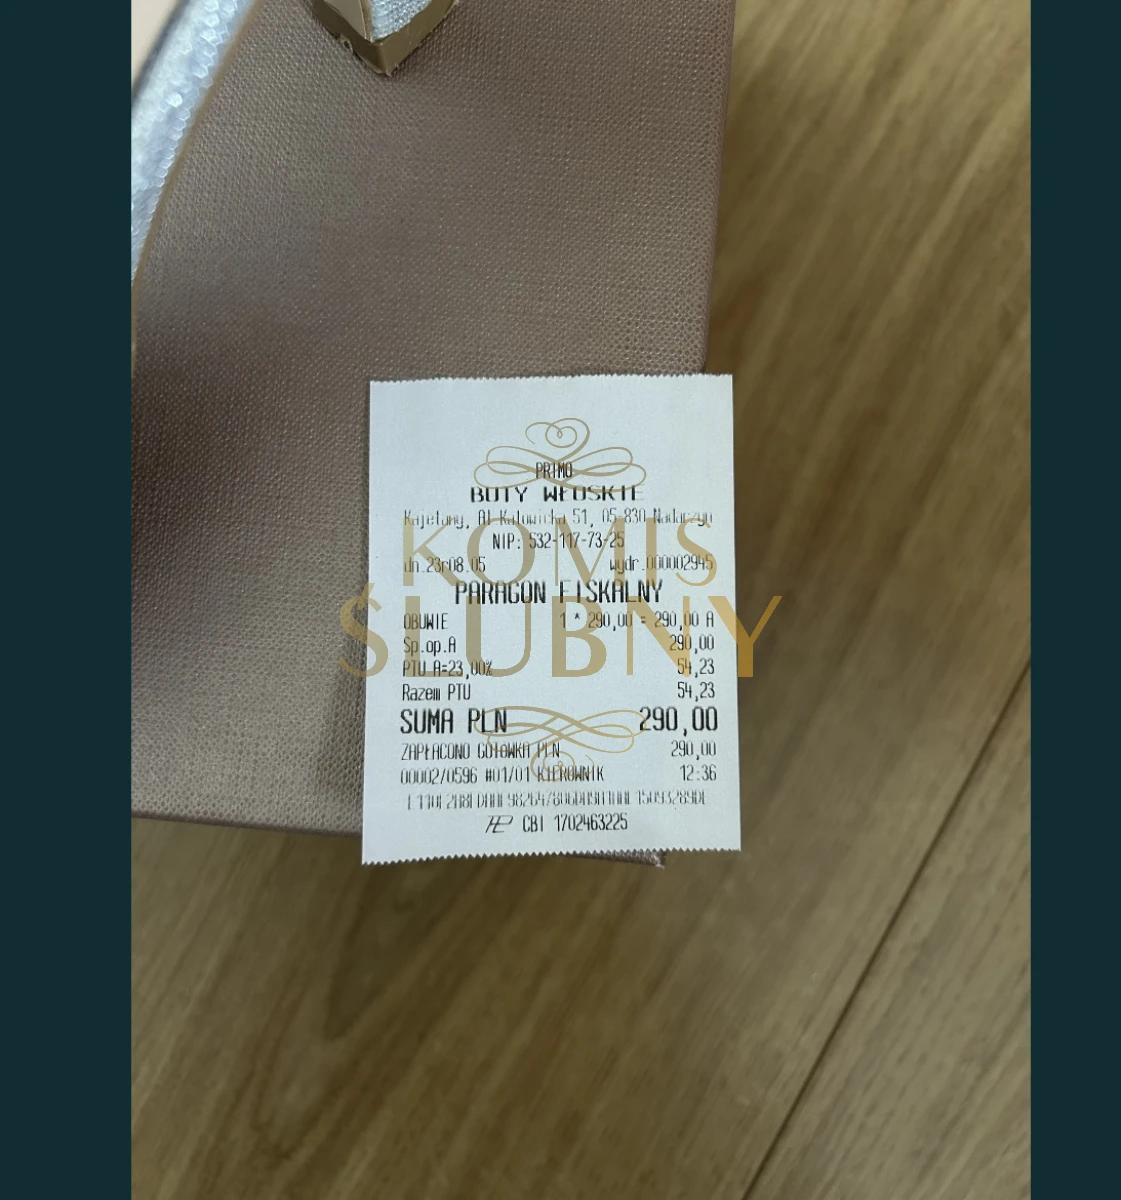 PRIMO
BUTY WŁOSKIE
Kajetany, Al Katowicka 51, 05-830 Nadarzyn
NIP: 532-117-73-25
dn.23r08.05 wydr.000002945
PARAGON FISKALNY
OBUWIE 1 * 290,00 = 290,00 A
Sp.op.A 290,00
PTU A=23,00% 54,23
Razem PTU 54,23
SUMA PLN 290,00
ZAPŁACONO GOTÓWKA PLN 290,00
00002/0596 #01/01 KIEROWNIK 12:36
CBI 1702463225
KOMIS
ŚLUBNY